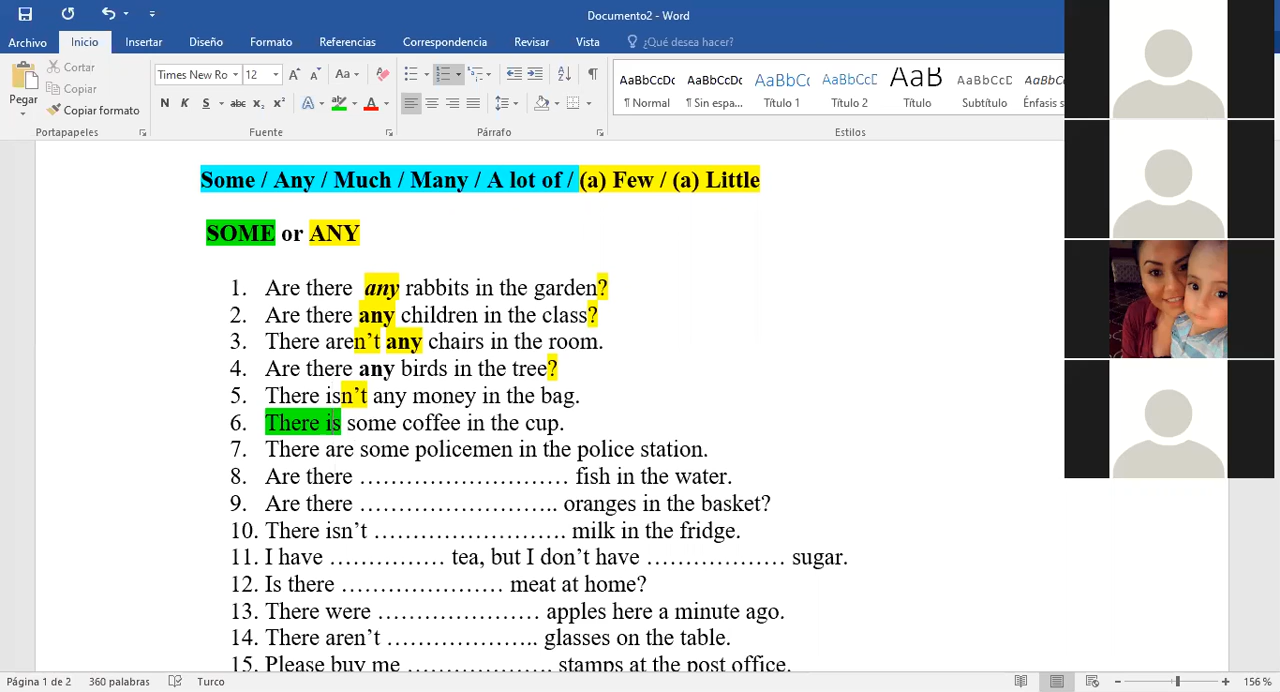 Documento2 - Word
Archivo Inicio Insertar Diseño Formato Referencias Correspondencia Revisar Vista ¿Qué desea hacer?
Pegar
Cortar
Copiar
Copiar formato
Portapapeles
Times New Ro 12
N K S abc x₂ x²
Fuente
Párrafo
AaBbCcDc AaBbCcDc AaBbCc AaBbCcD AaB AaBbCcD AaBbCcD
¶ Normal ¶ Sin espa... Título 1 Título 2 Título Subtítulo Énfasis s
Estilos
Some / Any / Much / Many / A lot of / (a) Few / (a) Little
SOME or ANY
1. Are there any rabbits in the garden?
2. Are there any children in the class?
3. There aren’t any chairs in the room.
4. Are there any birds in the tree?
5. There isn’t any money in the bag.
6. There is some coffee in the cup.
7. There are some policemen in the police station.
8. Are there ………………………… fish in the water.
9. Are there …………………….. oranges in the basket?
10. There isn’t ……………………. milk in the fridge.
11. I have …………… tea, but I don’t have ……………… sugar.
12. Is there ………………… meat at home?
13. There were ………………… apples here a minute ago.
14. There aren’t ……………….. glasses on the table.
15. Please buy me ………………. stamps at the post office.
Página 1 de 2 360 palabras Turco 156 %